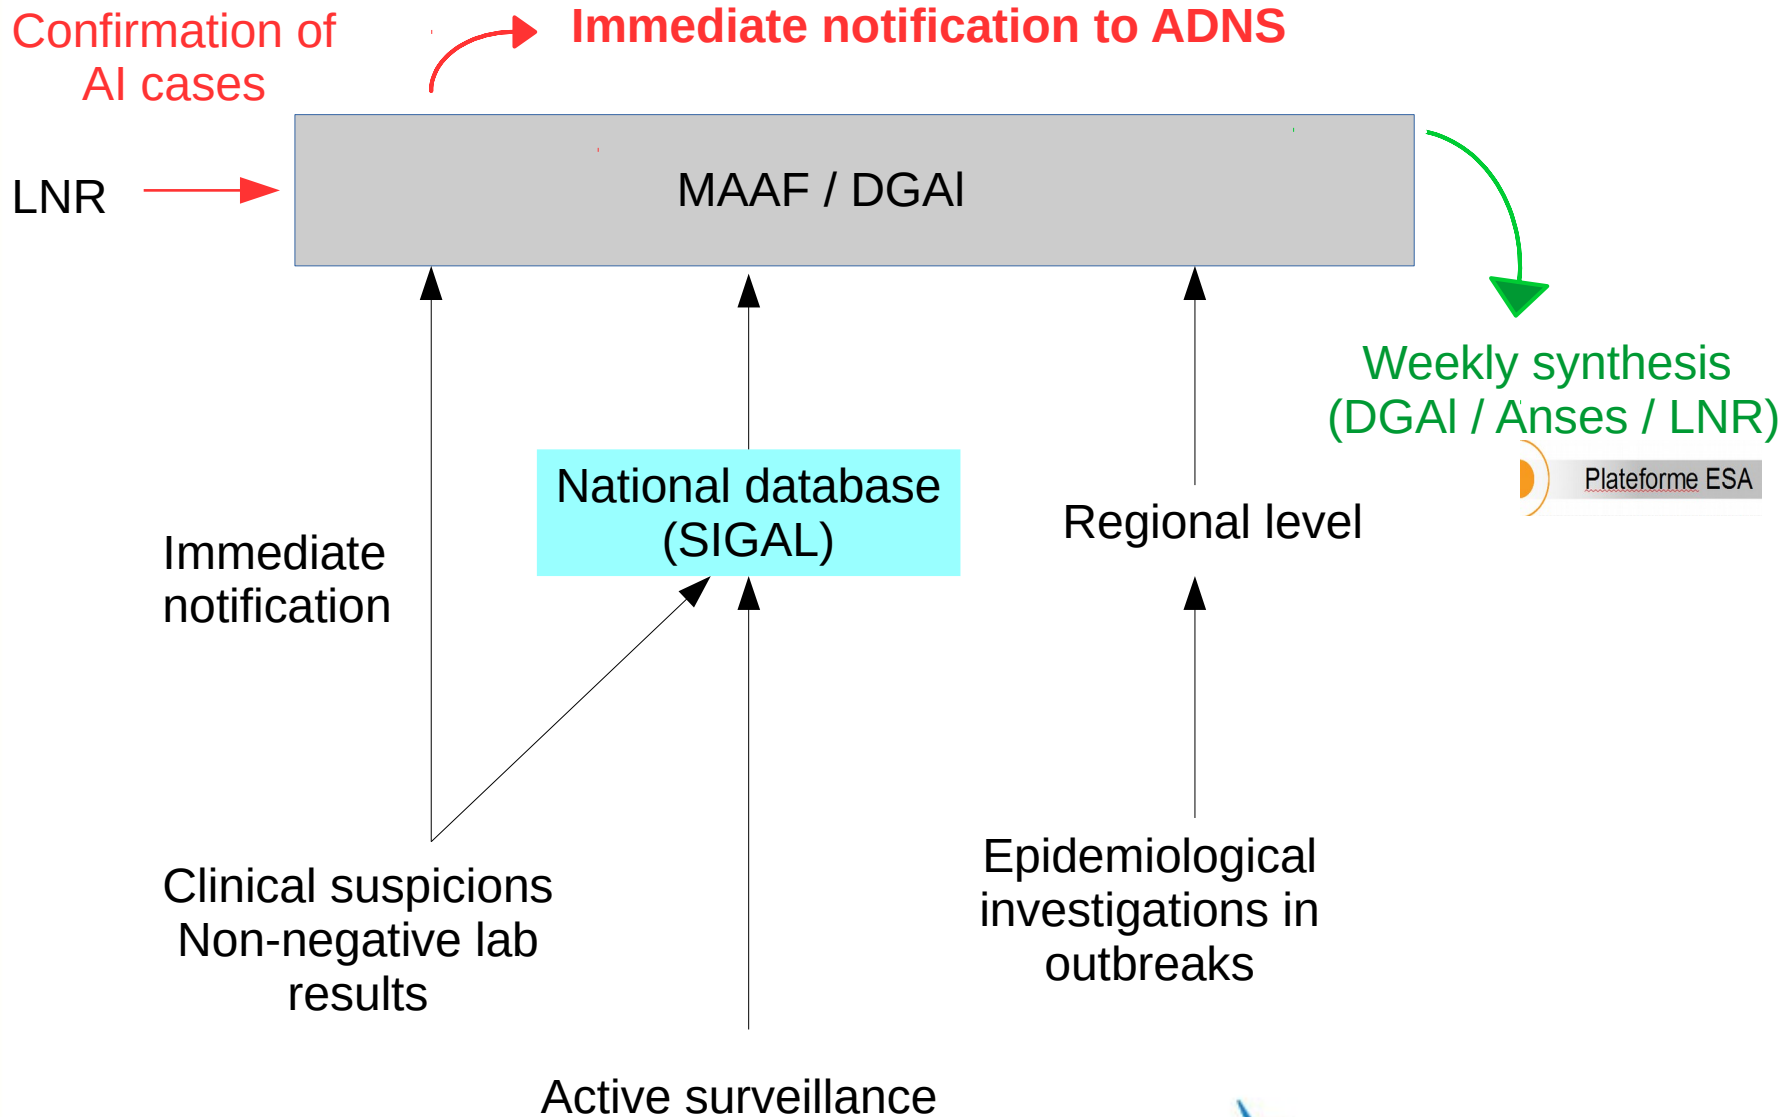 Confirmation of
AI cases
Immediate notification to ADNS
LNR
MAAF / DGAl
Weekly synthesis
(DGAl / Anses / LNR)
Plateforme ESA
National database
(SIGAL)
Regional level
Immediate
notification
Clinical suspicions
Non-negative lab
results
Epidemiological
investigations in
outbreaks
Active surveillance